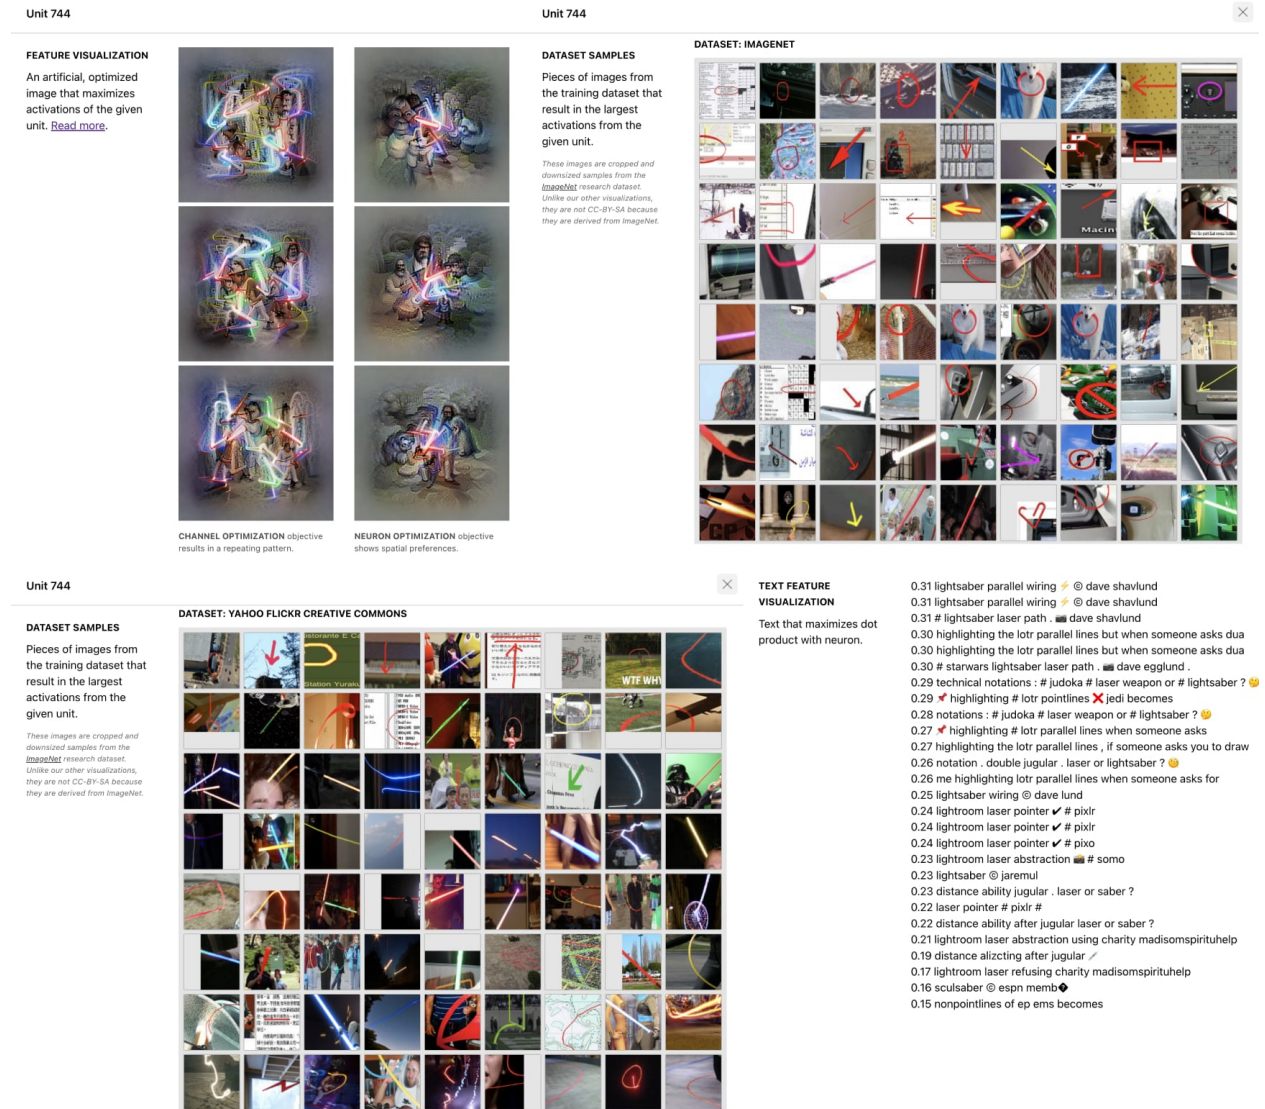 Unit 744
FEATURE VISUALIZATION
An artificial, optimized
image that maximizes
activations of the given
unit. Read more.
CHANNEL OPTIMIZATION objective
results in a repeating pattern.
NEURON OPTIMIZATION objective
shows spatial preferences.
Unit 744
DATASET SAMPLES
Pieces of images from
the training dataset that
result in the largest
activations from the
given unit.
These images are cropped and
downsized samples from the
ImageNet research dataset.
Unlike our other visualizations,
they are not CC-BY-SA because
they are derived from ImageNet.
DATASET: IMAGENET
2.
Macint
Unit 744
DATASET SAMPLES
Pieces of images from
the training dataset that
result in the largest
activations from the
given unit.
These images are cropped and
downsized samples from the
ImageNet research dataset.
Unlike our other visualizations,
they are not CC-BY-SA because
they are derived from ImageNet.
DATASET: YAHOO FLICKR CREATIVE COMMONS
istorante E Ca
Station Yuraku
WTF WHY
TEXT FEATURE
VISUALIZATION
Text that maximizes dot
product with neuron.
0.31 lightsaber parallel wiring ⚡ © dave shavlund
0.31 lightsaber parallel wiring ⚡ © dave shavlund
0.31 # lightsaber laser path . 📷 dave shavlund
0.30 highlighting the lotr parallel lines but when someone asks dua
0.30 highlighting the lotr parallel lines but when someone asks dua
0.30 # starwars lightsaber laser path . 📷 dave egglund .
0.29 technical notations : # judoka # laser weapon or # lightsaber ? 🤔
0.29 📌 highlighting # lotr pointlines ❌ jedi becomes
0.28 notations : # judoka # laser weapon or # lightsaber ? 🤔
0.27 📌 highlighting # lotr parallel lines when someone asks
0.27 highlighting the lotr parallel lines , if someone asks you to draw
0.26 notation . double jugular . laser or lightsaber ? 🤔
0.26 me highlighting lotr parallel lines when someone asks for
0.25 lightsaber wiring © dave lund
0.24 lightroom laser pointer ✔ # pixlr
0.24 lightroom laser pointer ✔ # pixlr
0.24 lightroom laser pointer ✔ # pixo
0.23 lightroom laser abstraction 📸 # somo
0.23 lightsaber © jaremul
0.23 distance ability jugular . laser or saber ?
0.22 laser pointer # pixlr #
0.22 distance ability after jugular laser or saber ?
0.21 lightroom laser abstraction using charity madisomspirituhelp
0.19 distance alizcting after jugular 🗡
0.17 lightroom laser refusing charity madisomspirituhelp
0.16 sculsaber © espn memb�
0.15 nonpointlines of ep ems becomes